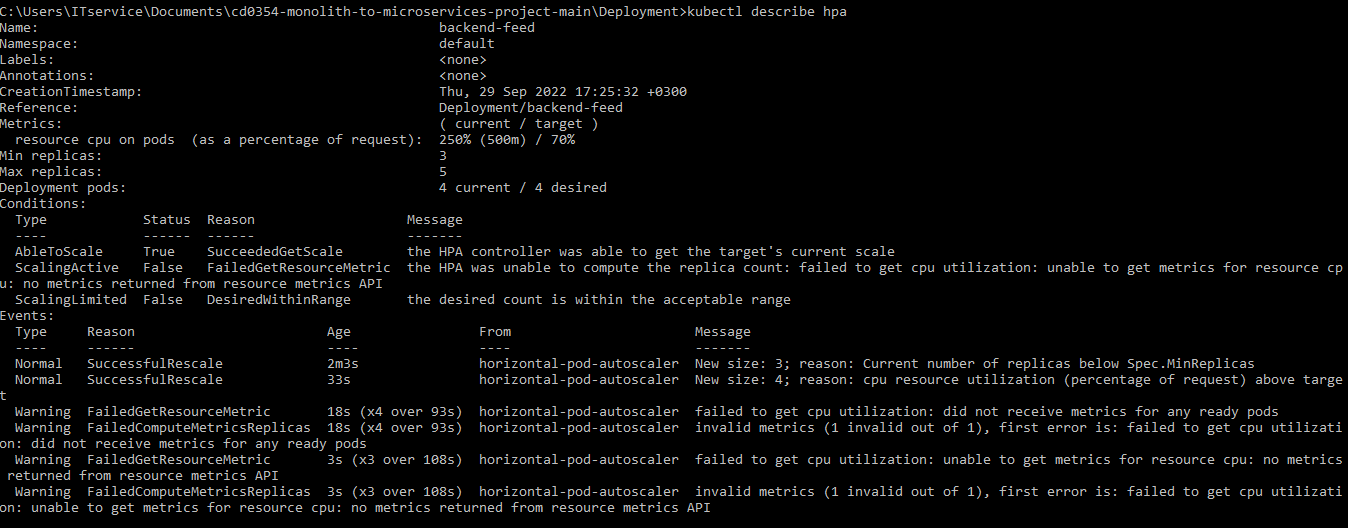 C:\Users\ITservice\Documents\cd0354-monolith-to-microservices-project-main\Deployment>kubectl describe hpa
Name: backend-feed
Namespace: default
Labels: <none>
Annotations: <none>
CreationTimestamp: Thu, 29 Sep 2022 17:25:32 +0300
Reference: Deployment/backend-feed
Metrics: ( current / target )
resource cpu on pods (as a percentage of request): 250% (500m) / 70%
Min replicas: 3
Max replicas: 5
Deployment pods: 4 current / 4 desired
Conditions:
Type Status Reason Message
---- ------ ------ -------
AbleToScale True SucceededGetScale the HPA controller was able to get the target's current scale
ScalingActive False FailedGetResourceMetric the HPA was unable to compute the replica count: failed to get cpu utilization: unable to get metrics for resource cp
u: no metrics returned from resource metrics API
ScalingLimited False DesiredWithinRange the desired count is within the acceptable range
Events:
Type Reason Age From Message
---- ------ ---- ---- -------
Normal SuccessfulRescale 2m3s horizontal-pod-autoscaler New size: 3; reason: Current number of replicas below Spec.MinReplicas
Normal SuccessfulRescale 33s horizontal-pod-autoscaler New size: 4; reason: cpu resource utilization (percentage of request) above targe
t
Warning FailedGetResourceMetric 18s (x4 over 93s) horizontal-pod-autoscaler failed to get cpu utilization: did not receive metrics for any ready pods
Warning FailedComputeMetricsReplicas 18s (x4 over 93s) horizontal-pod-autoscaler invalid metrics (1 invalid out of 1), first error is: failed to get cpu utilizati
on: did not receive metrics for any ready pods
Warning FailedGetResourceMetric 3s (x3 over 108s) horizontal-pod-autoscaler failed to get cpu utilization: unable to get metrics for resource cpu: no metrics
returned from resource metrics API
Warning FailedComputeMetricsReplicas 3s (x3 over 108s) horizontal-pod-autoscaler invalid metrics (1 invalid out of 1), first error is: failed to get cpu utilizati
on: unable to get metrics for resource cpu: no metrics returned from resource metrics API